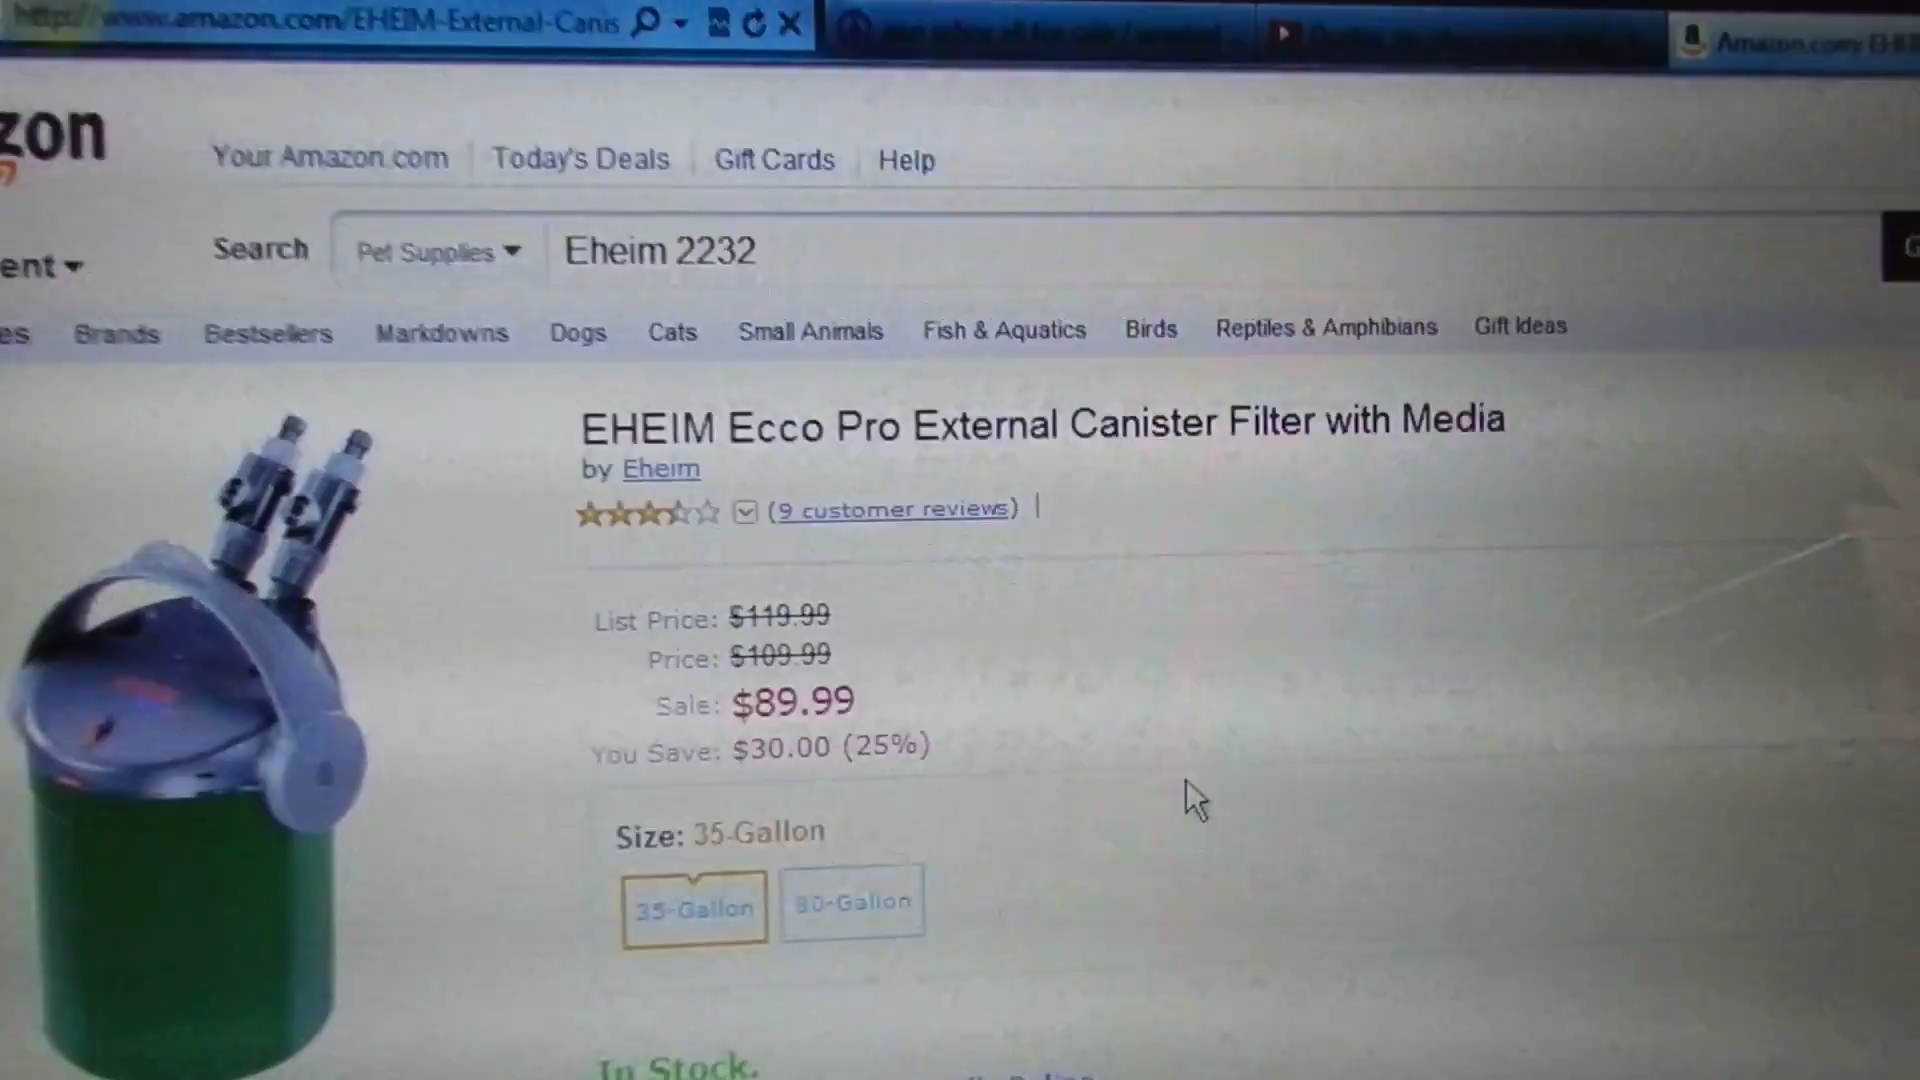 http://www.amazon.com/EHEIM-External-Canis
Amazon.com: EHEI
zon
Your Amazon.com Today's Deals Gift Cards Help
ent
Search Pet Supplies Eheim 2232 G
es Brands Bestsellers Markdowns Dogs Cats Small Animals Fish & Aquatics Birds Reptiles & Amphibians Gift Ideas
EHEIM Ecco Pro External Canister Filter with Media
by Eheim
(9 customer reviews) |
List Price: $119.99
Price: $109.99
Sale: $89.99
You Save: $30.00 (25%)
Size: 35-Gallon
35-Gallon 80-Gallon
In Stock.